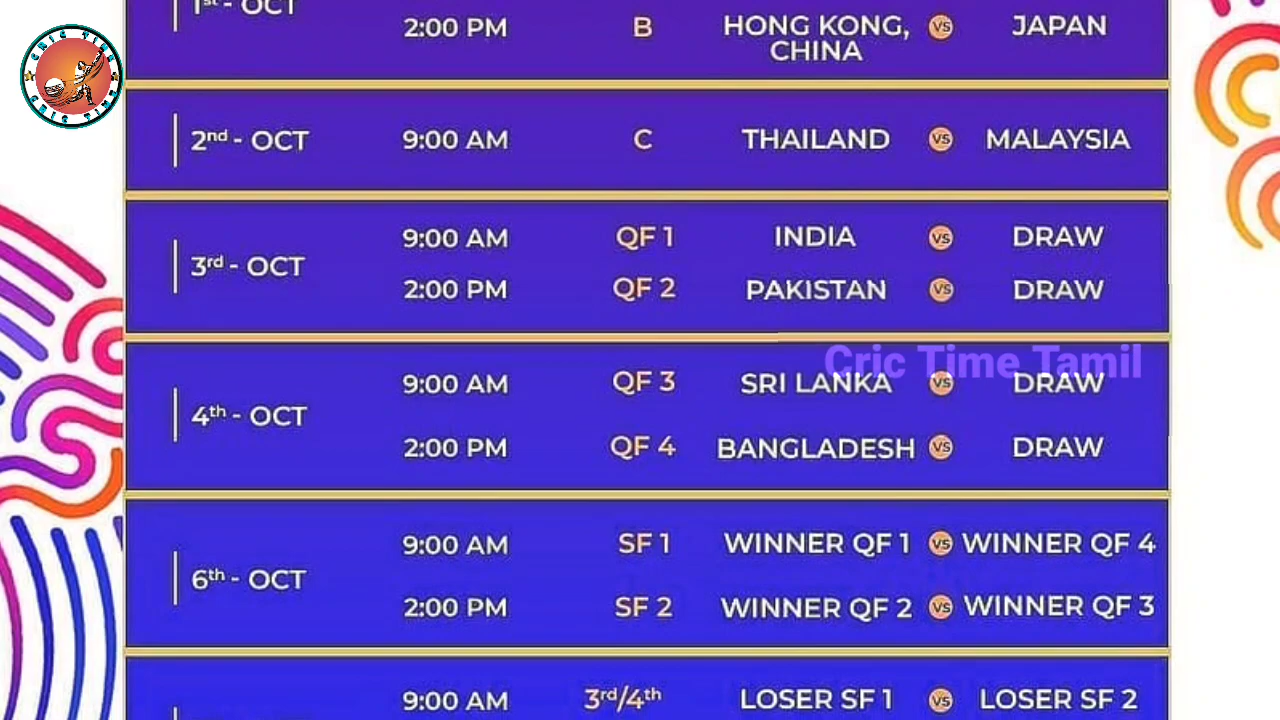 CRIC TIME
CRIC TIME
1st - OCT
2:00 PM B HONG KONG, CHINA VS JAPAN
2nd - OCT 9:00 AM C THAILAND VS MALAYSIA
9:00 AM QF 1 INDIA VS DRAW
3rd - OCT
2:00 PM QF 2 PAKISTAN VS DRAW
Cric Time Tamil
9:00 AM QF 3 SRI LANKA VS DRAW
4th - OCT
2:00 PM QF 4 BANGLADESH VS DRAW
9:00 AM SF 1 WINNER QF 1 VS WINNER QF 4
6th - OCT
2:00 PM SF 2 WINNER QF 2 VS WINNER QF 3
9:00 AM 3rd/4th LOSER SF 1 VS LOSER SF 2